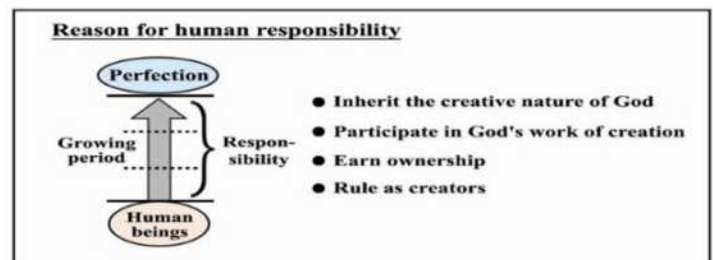 Reason for human responsibility
Perfection
Growing
period
Respon-
sibility
Human
beings
● Inherit the creative nature of God
● Participate in God's work of creation
● Earn ownership
● Rule as creators